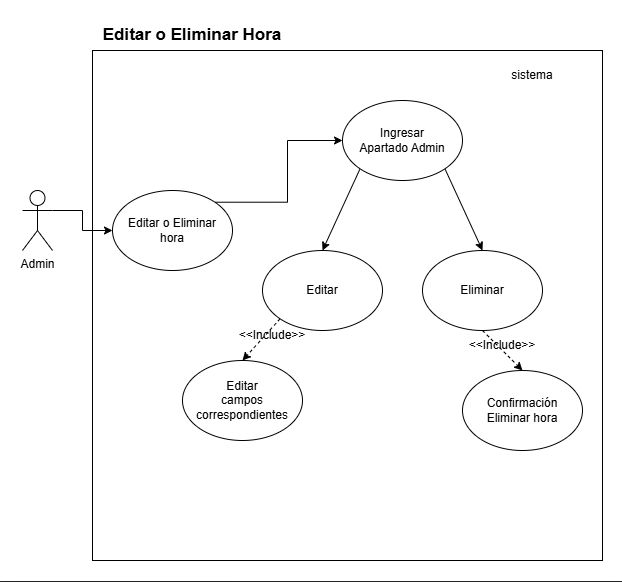 Editar o Eliminar Hora
sistema
Ingresar
Apartado Admin
Editar o Eliminar
hora
Admin
Editar
Eliminar
<<Include>>
<<Include>>
Editar
campos
correspondientes
Confirmación
Eliminar hora